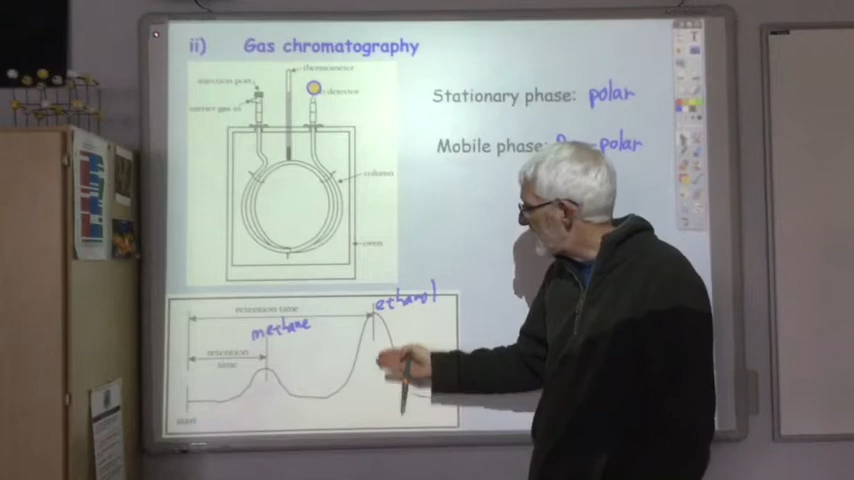 ii) Gas chromatography
thermometer
injection port
detector
carrier gas in
Stationary phase: polar
Mobile phase: polar
column
oven
ethanol
retention time
methane
retention
time
start